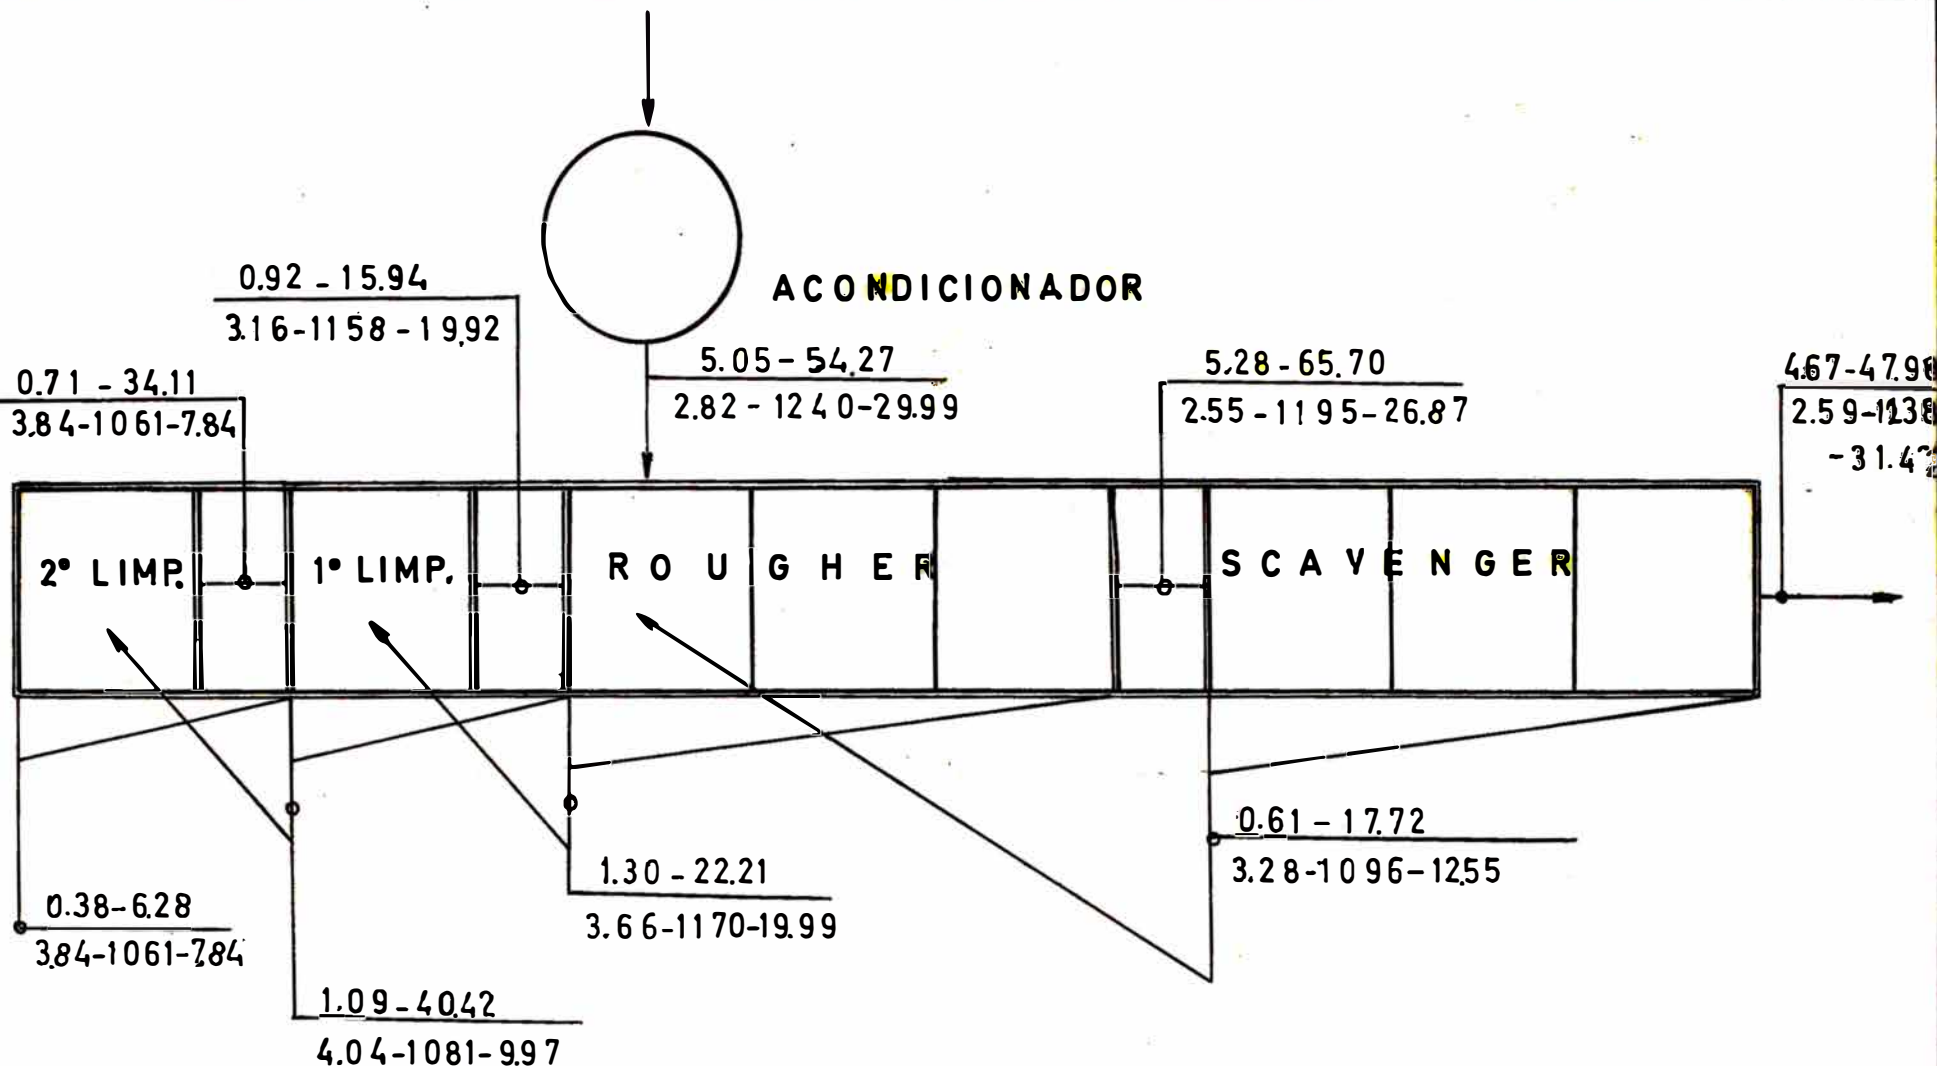 0.92 - 15.94
3.16-1158-19,92
ACONDICIONADOR
5.05-54.27
2.82-1240-29.99
5.28-65.70
2.55-1195-26.87
0.71-34.11
3.84-1061-7.84
2.59-1238
2° LIMP.
1° LIMP.
ROUGHER
SCAVENGER
0.61-17.72
3.28-1096-12.55
1.30-22.21
3.66-1170-19.99
0.38-6.28
3.84-1061-7.84
1.09-40.42
4.04-1081-9.97